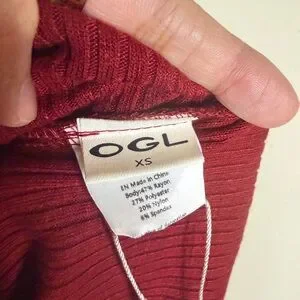 OGL
XS
EN Made in China
Body:47% Rayon
27% Polyester
20% Nylon
6% Spandex